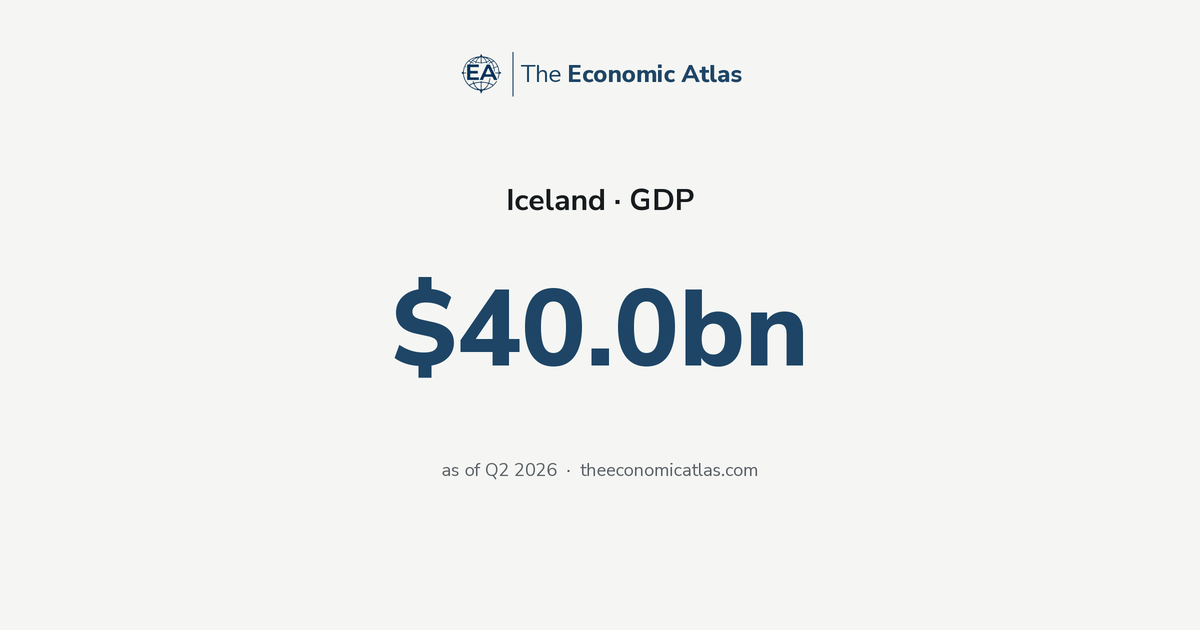 EA The Economic Atlas
Iceland · GDP
$40.0bn
as of Q2 2026 · theeconomicatlas.com